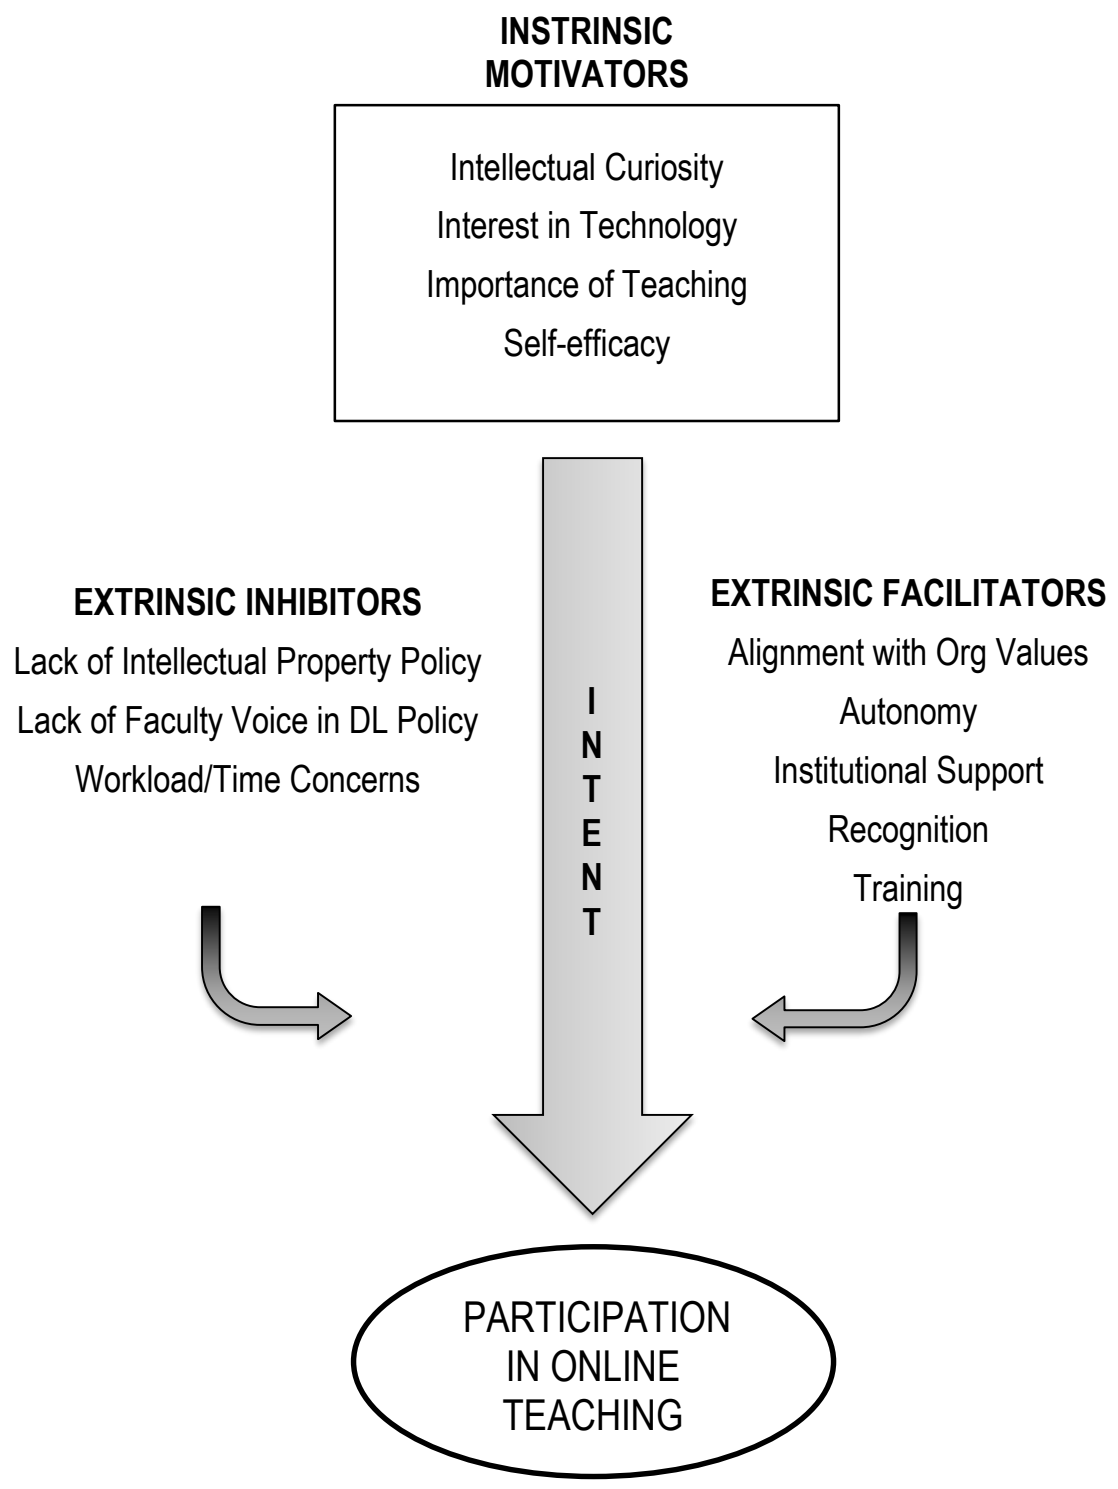 INSTRINSIC
MOTIVATORS
Intellectual Curiosity
Interest in Technology
Importance of Teaching
Self-efficacy
EXTRINSIC INHIBITORS
Lack of Intellectual Property Policy
Lack of Faculty Voice in DL Policy
Workload/Time Concerns
I
N
T
E
N
T
EXTRINSIC FACILITATORS
Alignment with Org Values
Autonomy
Institutional Support
Recognition
Training
PARTICIPATION
IN ONLINE
TEACHING